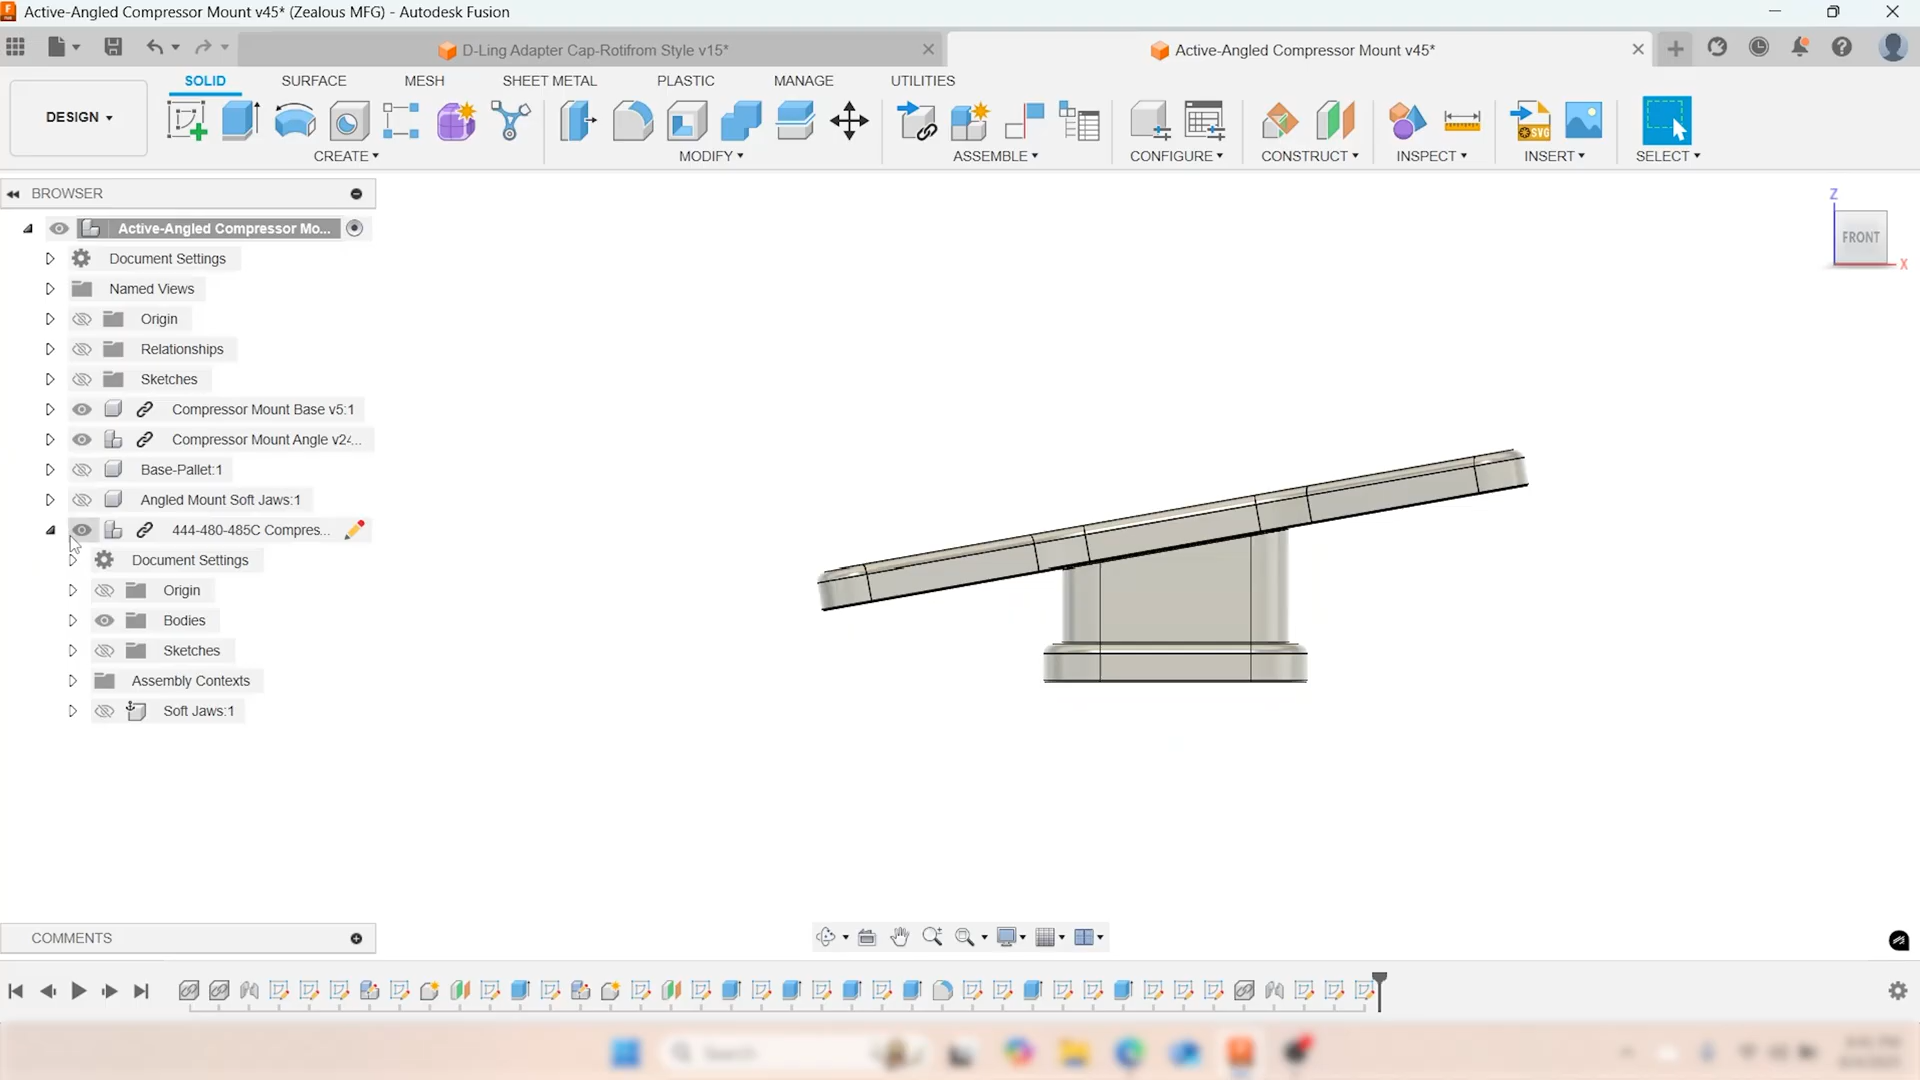 Active-Angled Compressor Mount v45* (Zealous MFG) - Autodesk Fusion
D-Ling Adapter Cap-Rotifrom Style v15*
Active-Angled Compressor Mount v45*
DESIGN
SOLID
SURFACE
MESH
SHEET METAL
PLASTIC
MANAGE
UTILITIES
CREATE
MODIFY
ASSEMBLE
CONFIGURE
CONSTRUCT
INSPECT
INSERT
SELECT
SVG
BROWSER
Active-Angled Compressor Mo...
Document Settings
Named Views
Origin
Relationships
Sketches
Compressor Mount Base v5:1
Compressor Mount Angle v24...
Base-Pallet:1
Angled Mount Soft Jaws:1
444-480-485C Compres...
Document Settings
Origin
Bodies
Sketches
Assembly Contexts
Soft Jaws:1
Z
FRONT
X
COMMENTS
Search